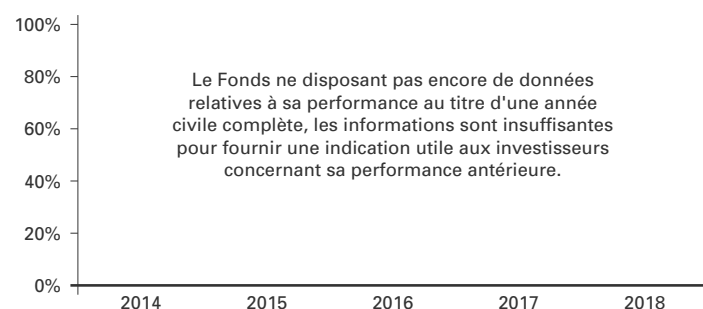 100%
80%
Le Fonds ne disposant pas encore de données
relatives à sa performance au titre d'une année
60%
civile complète, les informations sont insuffisantes
pour fournir une indication utile aux investisseurs
40%
concernant sa performance antérieure.
20%
0%
2014 2015 2016 2017 2018